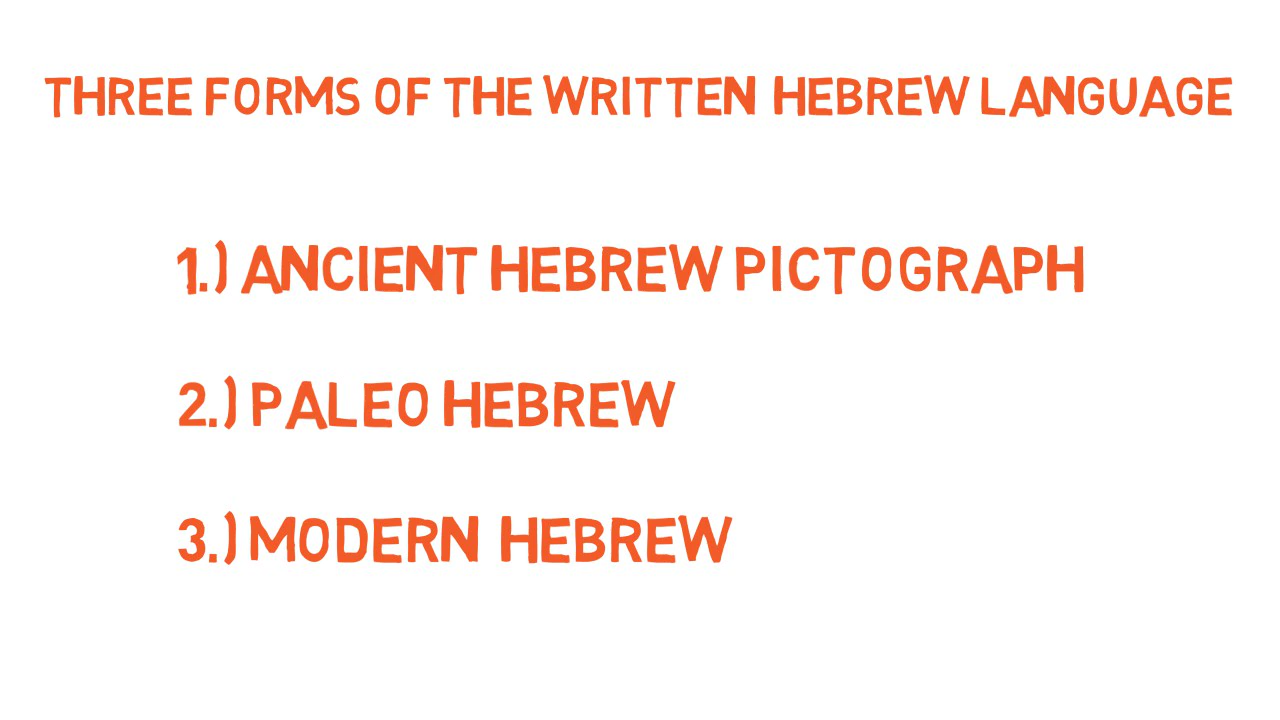 THREE FORMS OF THE WRITTEN HEBREW LANGUAGE
1.) ANCIENT HEBREW PICTOGRAPH
2.) PALEO HEBREW
3.) MODERN HEBREW